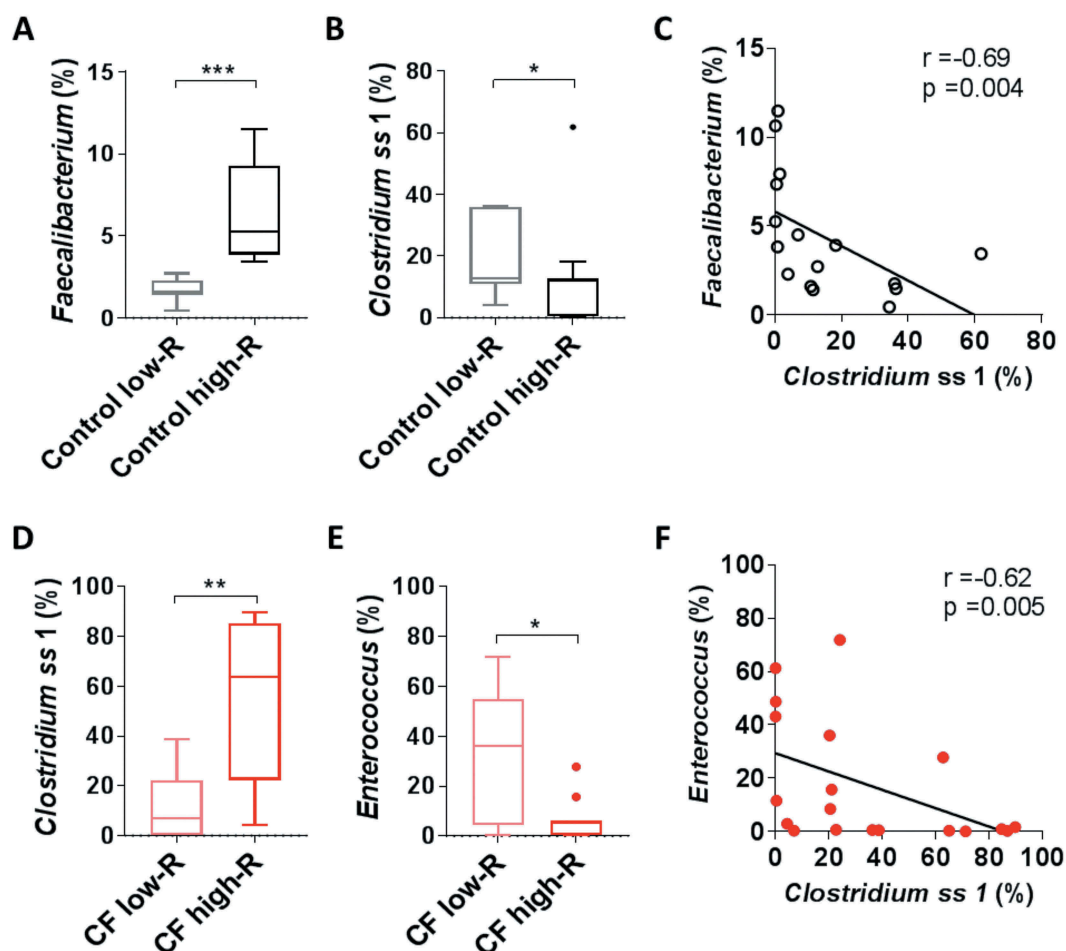 A
Faecalibacterium (%)
15
10
5
0
***
Control low-R
Control high-R
B
Clostridium ss 1 (%)
80
60
40
20
0
*
Control low-R
Control high-R
C
Faecalibacterium (%)
15
10
5
0
r =-0.69
p =0.004
0 20 40 60 80
Clostridium ss 1 (%)
D
Clostridium ss 1 (%)
100
80
60
40
20
0
**
CF low-R
CF high-R
E
Enterococcus (%)
100
80
60
40
20
0
*
CF low-R
CF high-R
F
Enterococcus (%)
100
80
60
40
20
0
r =-0.62
p =0.005
0 20 40 60 80 100
Clostridium ss 1 (%)